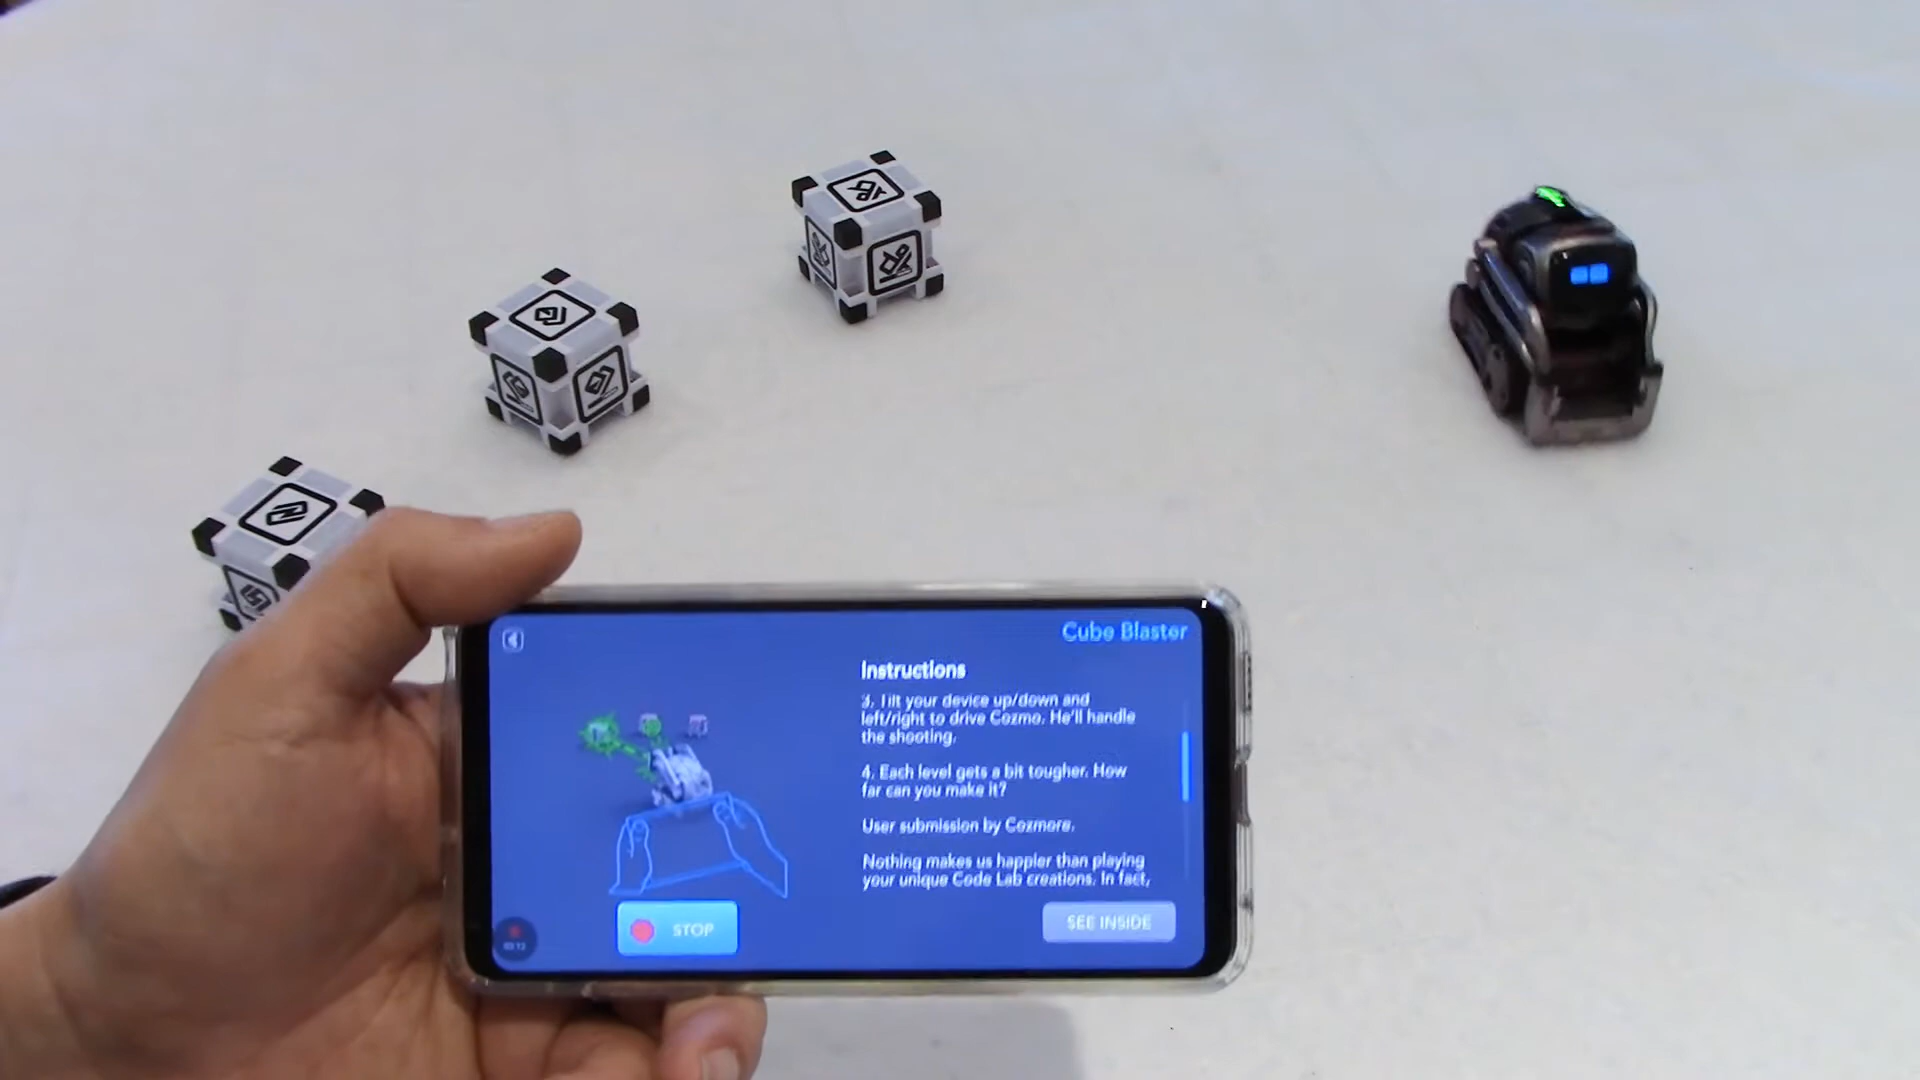 Cube Blaster
Instructions
3. Tilt your device up/down and
left/right to drive Cozmo. He'll handle
the shooting.
4. Each level gets a bit tougher. How
far can you make it?
User submission by Cozmore.
Nothing makes us happier than playing
your unique Code Lab creations. In fact,
STOP
SEE INSIDE